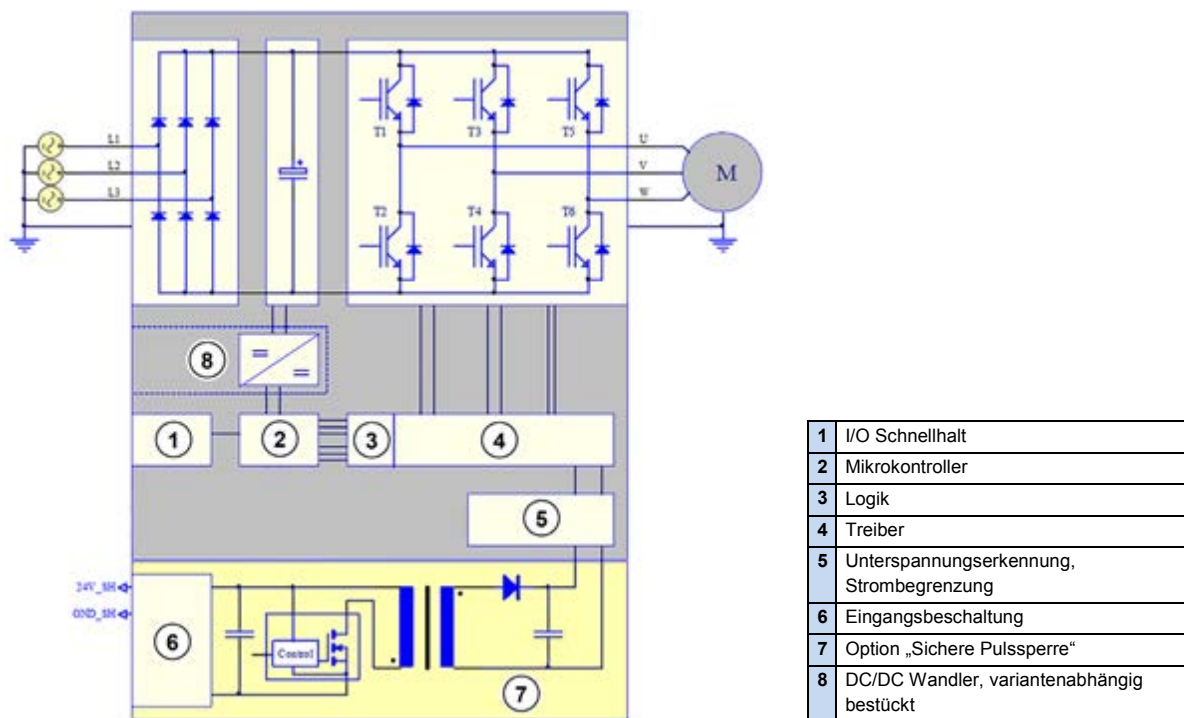 T1
T3
T5
L1
L2
L3
U
V
W
M
T2
T4
T6
8
1
2
3
4
5
24V_SH
GND_SH
6
Control
7
1 I/O Schnellhalt
2 Mikrokontroller
3 Logik
4 Treiber
5 Unterspannungserkennung,
Strombegrenzung
6 Eingangsbeschaltung
7 Option „Sichere Pulssperre“
8 DC/DC Wandler, variantenabhängig
bestückt